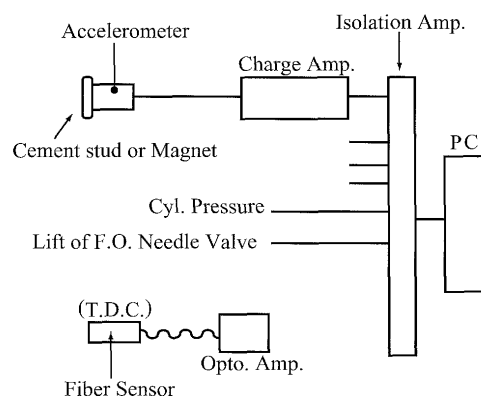 Isolation Amp.
Accelerometer
Charge Amp.
Cement stud or Magnet
PC
Cyl. Pressure
Lift of F.O. Needle Valve
(T.D.C.)
Opto. Amp.
Fiber Sensor